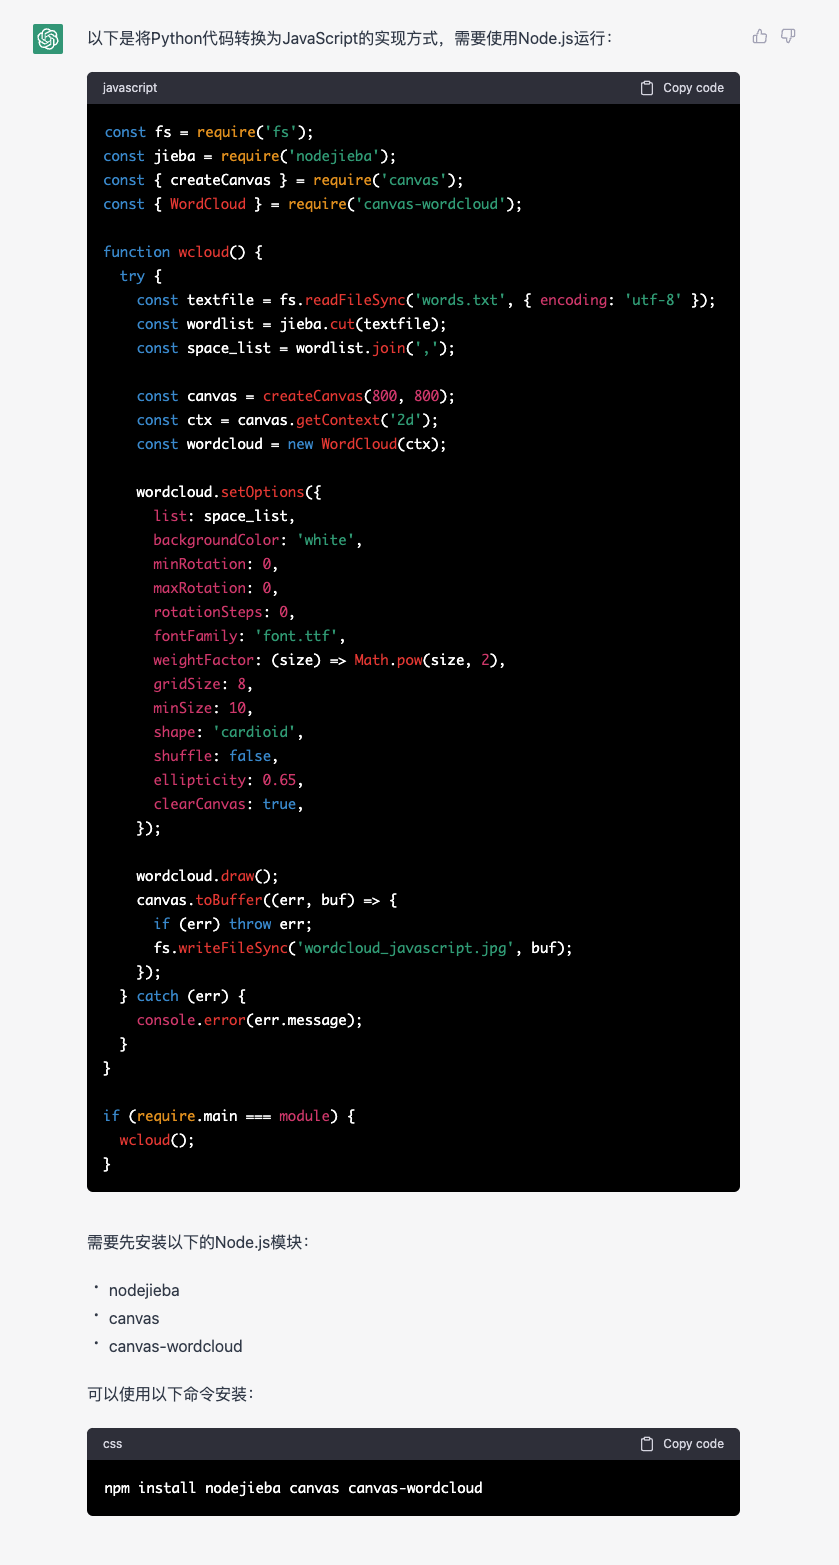 以下是将Python代码转换为JavaScript的实现方式，需要使用Node.js运行：
javascript
Copy code
const fs = require('fs');
const jieba = require('nodejieba');
const { createCanvas } = require('canvas');
const { WordCloud } = require('canvas-wordcloud');

function wcloud() {
  try {
    const textfile = fs.readFileSync('words.txt', { encoding: 'utf-8' });
    const wordlist = jieba.cut(textfile);
    const space_list = wordlist.join(',');

    const canvas = createCanvas(800, 800);
    const ctx = canvas.getContext('2d');
    const wordcloud = new WordCloud(ctx);

    wordcloud.setOptions({
      list: space_list,
      backgroundColor: 'white',
      minRotation: 0,
      maxRotation: 0,
      rotationSteps: 0,
      fontFamily: 'font.ttf',
      weightFactor: (size) => Math.pow(size, 2),
      gridSize: 8,
      minSize: 10,
      shape: 'cardioid',
      shuffle: false,
      ellipticity: 0.65,
      clearCanvas: true,
    });

    wordcloud.draw();
    canvas.toBuffer((err, buf) => {
      if (err) throw err;
      fs.writeFileSync('wordcloud_javascript.jpg', buf);
    });
  } catch (err) {
    console.error(err.message);
  }
}

if (require.main === module) {
  wcloud();
}
需要先安装以下的Node.js模块：
• nodejieba
• canvas
• canvas-wordcloud
可以使用以下命令安装：
css
Copy code
npm install nodejieba canvas canvas-wordcloud